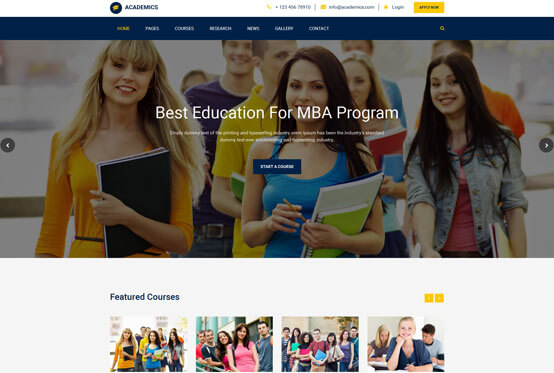 ACADEMICS
+ 123 456 78910
info@academics.com
Login
APPLY NOW
HOME PAGES COURSES RESEARCH NEWS GALLERY CONTACT
Best Education For MBA Program
Empty dummy text of the printing and typesetting industry orem Ipsum has been the industry's standard
dummy text ever sinceprinting and typesetting industry.
START A COURSE
Featured Courses